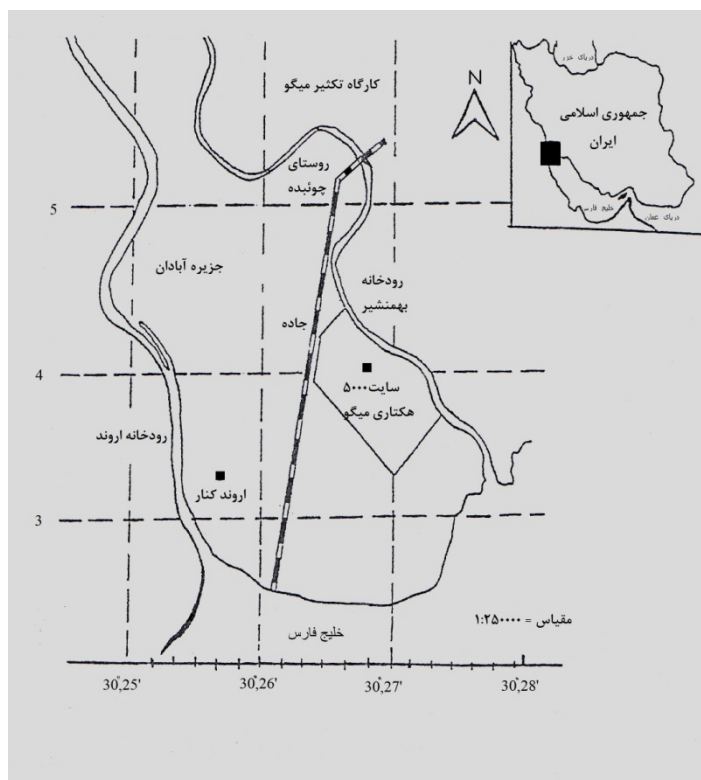 کارگاه تکثیر میگو
N
دریای خزر
جمهوری اسلامی
ایران
خلیج فارس
دریای عمان
روستای
چوئبده
5
جزیره آبادان
رودخانه
بهمنشیر
جاده
4
سایت ۵۰۰۰
هکتاری میگو
رودخانه اروند
اروند کنار
3
مقیاس = ۱:۲۵۰۰۰۰
خلیج فارس
30,25' 30,26' 30,27' 30,28'